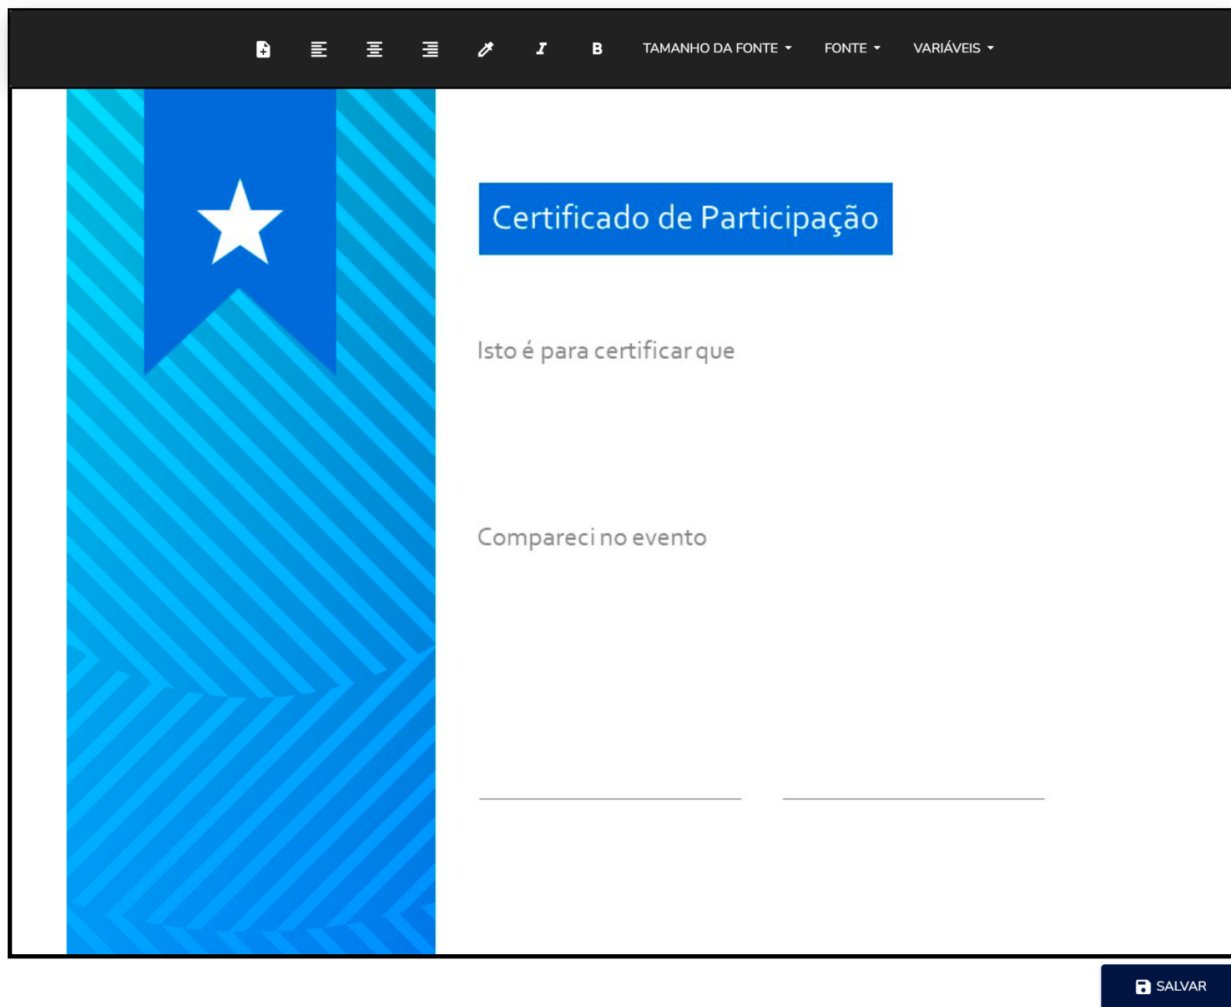 B TAMANHO DA FONTE FONTE VARIÁVEIS
Certificado de Participação
Isto é para certificar que
Compareci no evento
SALVAR